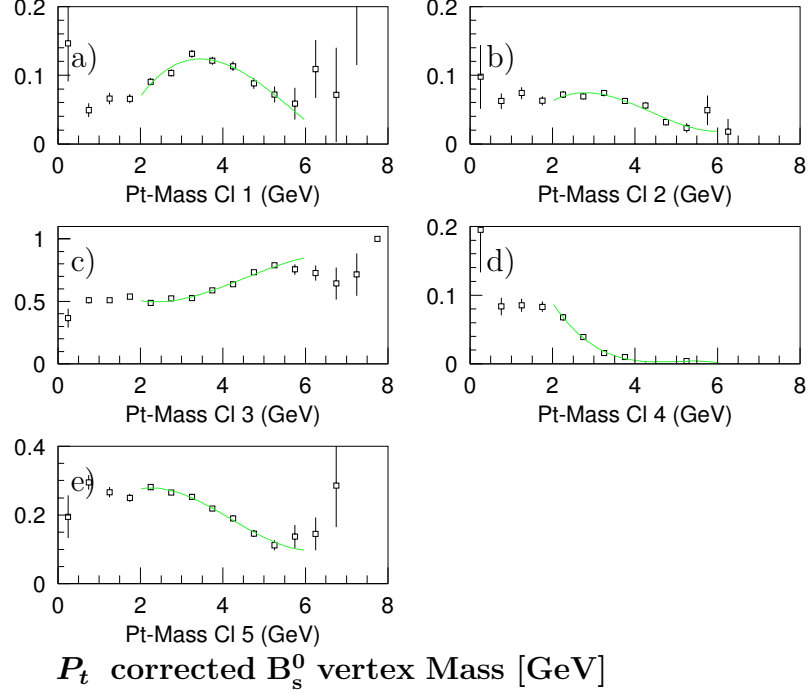 0.2
a)
0.1
0
0 2 4 6 8
Pt-Mass Cl 1 (GeV)
0.2
b)
0.1
0
0 2 4 6 8
Pt-Mass Cl 2 (GeV)
1
c)
0.5
0
0 2 4 6 8
Pt-Mass Cl 3 (GeV)
0.2
d)
0.1
0
0 2 4 6 8
Pt-Mass Cl 4 (GeV)
0.4
e)
0.2
0
0 2 4 6 8
Pt-Mass Cl 5 (GeV)
P_t corrected B_s^0 vertex Mass [GeV]